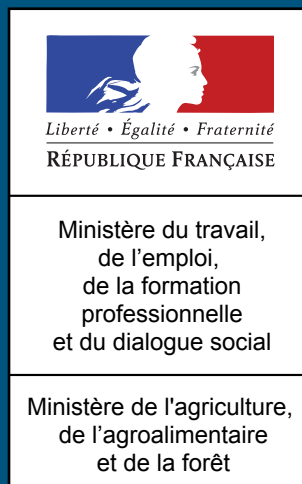 Liberté • Égalité • Fraternité
RÉPUBLIQUE FRANÇAISE
Ministère du travail,
de l’emploi,
de la formation
professionnelle
et du dialogue social
Ministère de l'agriculture,
de l’agroalimentaire
et de la forêt